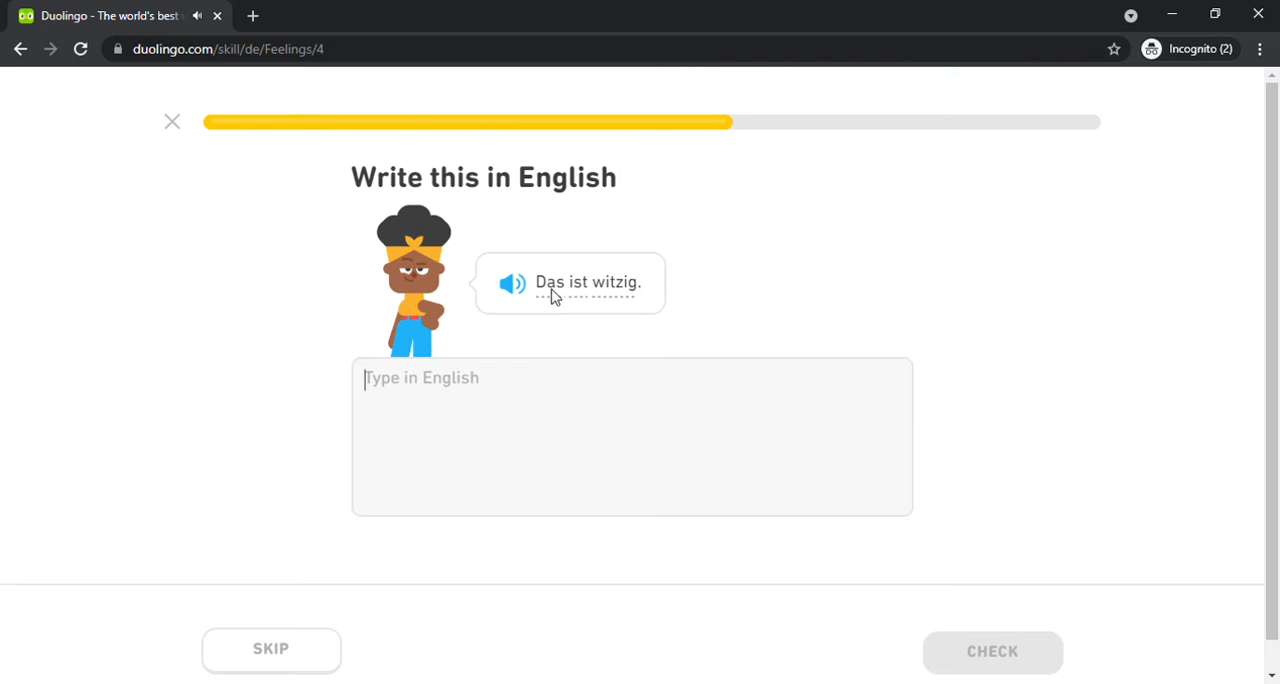 Duolingo - The world's best
duolingo.com/skill/de/Feelings/4
Incognito (2)
Write this in English
Das ist witzig.
Type in English
SKIP
CHECK